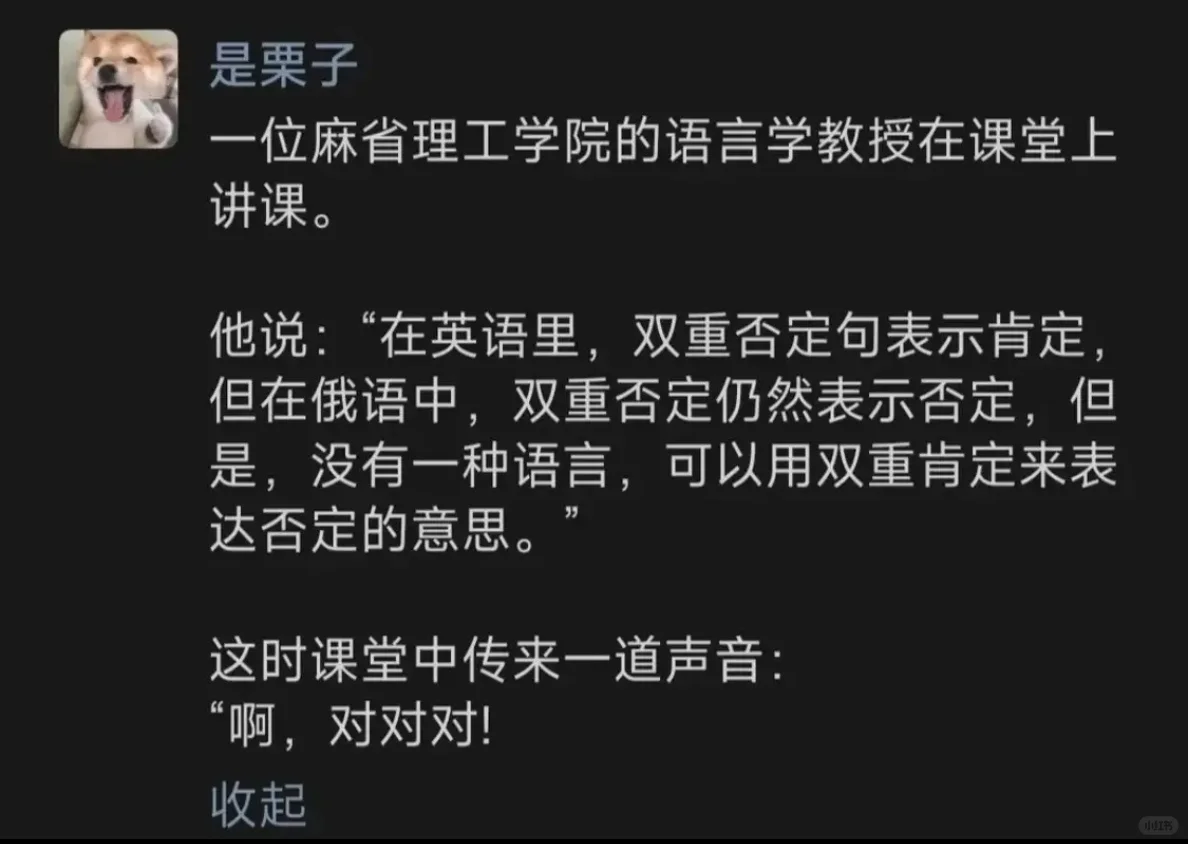 是栗子
一位麻省理工学院的语言学教授在课堂上
讲课。
他说：“在英语里，双重否定句表示肯定，
但在俄语中，双重否定仍然表示否定，但
是，没有一种语言，可以用双重肯定来表
达否定的意思。”
这时课堂中传来一道声音：
“啊，对对对!
收起
小红书